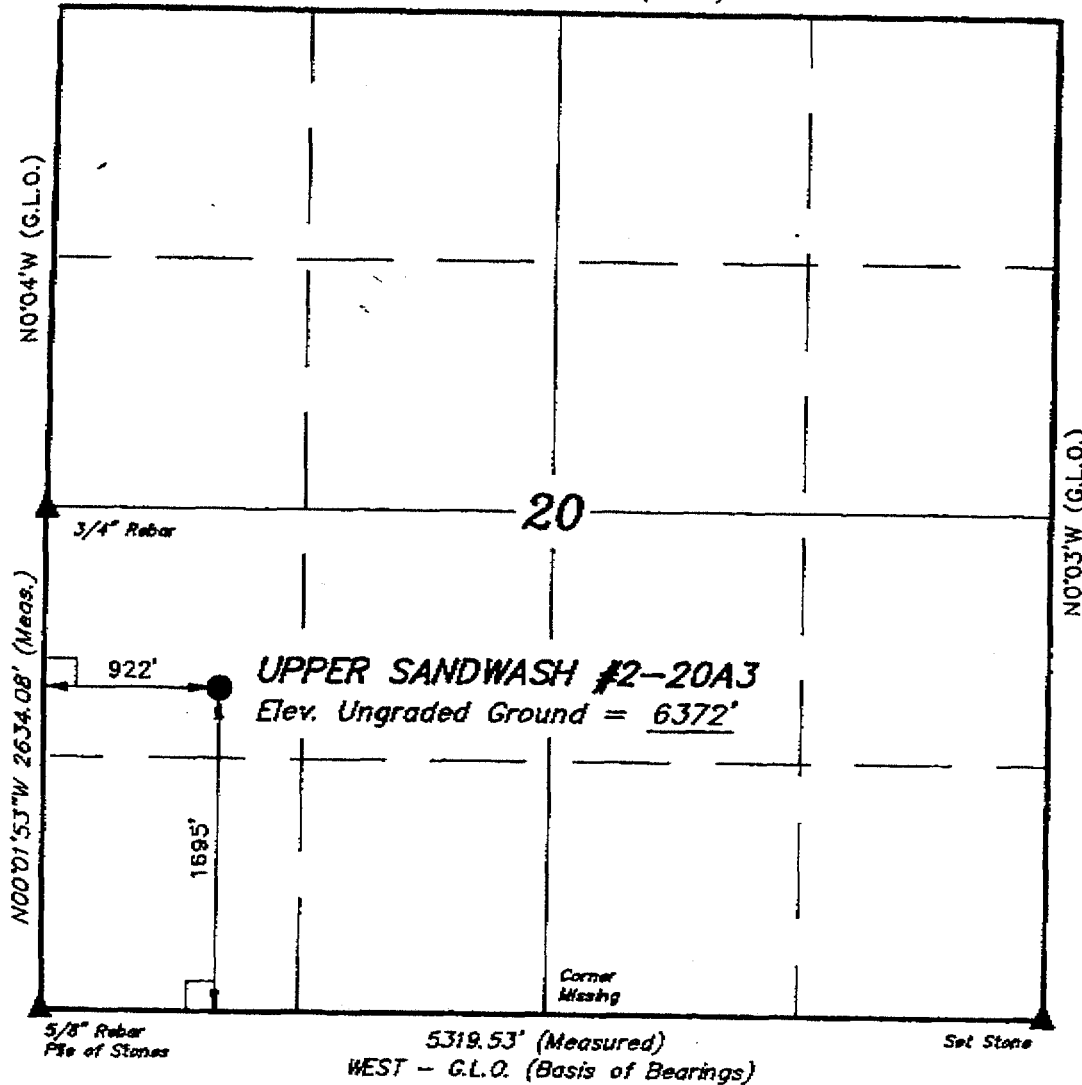 N0°04'W (G.L.O.)
20
3/4" Rebar
N0°03'W (G.L.O.)
N00°01'53"W 2634.08' (Meas.)
922'
UPPER SANDWASH #2-20A3
Elev. Ungraded Ground = 6372'
1695'
Corner
Missing
5/8" Rebar
Pile of Stones
5319.53' (Measured)
WEST - G.L.O. (Basis of Bearings)
Set Stone